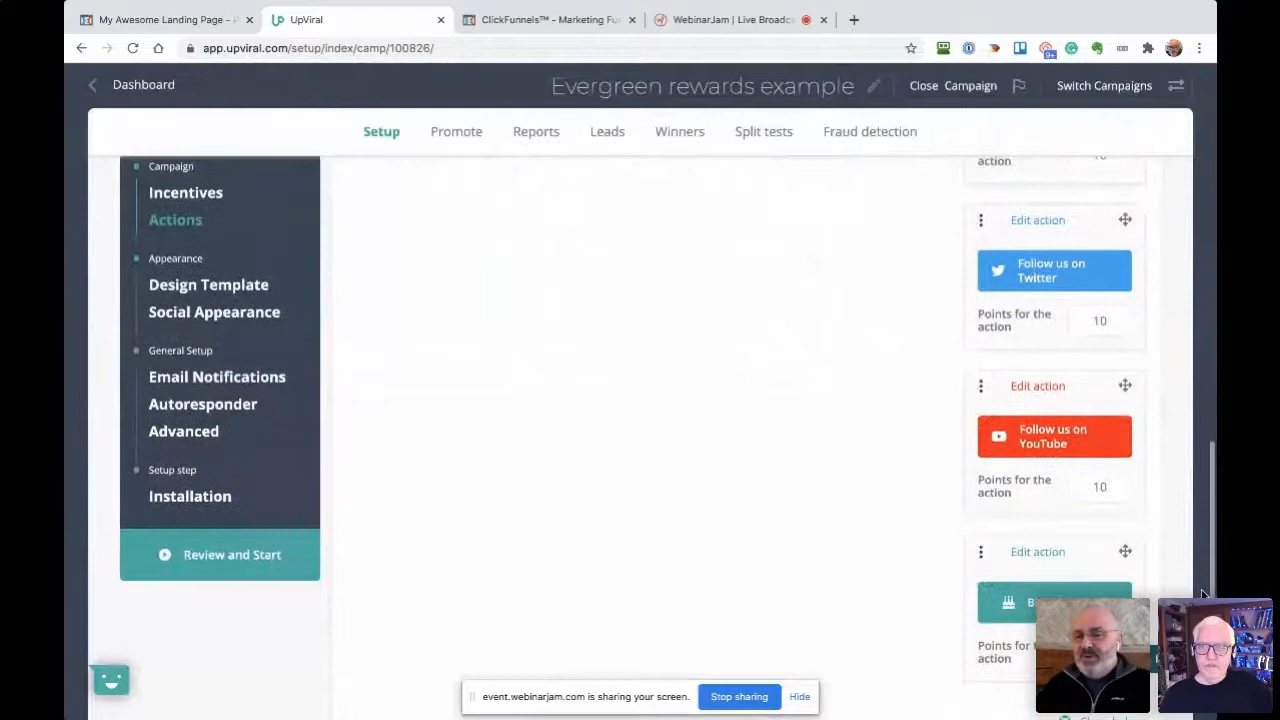 My Awesome Landing Page - 
UpViral
ClickFunnels™ - Marketing Fu
WebinarJam | Live Broadc
app.upviral.com/setup/index/camp/100826/
9+
Dashboard
Evergreen rewards example
Close Campaign
Switch Campaigns
Setup
Promote
Reports
Leads
Winners
Split tests
Fraud detection
Campaign
Incentives
Actions
Appearance
Design Template
Social Appearance
General Setup
Email Notifications
Autoresponder
Advanced
Setup step
Installation
Review and Start
action
10
Edit action
Follow us on
Twitter
Points for the
action
10
Edit action
Follow us on
YouTube
Points for the
action
10
Edit action
Points for the
action
event.webinarjam.com is sharing your screen.
Stop sharing
Hide